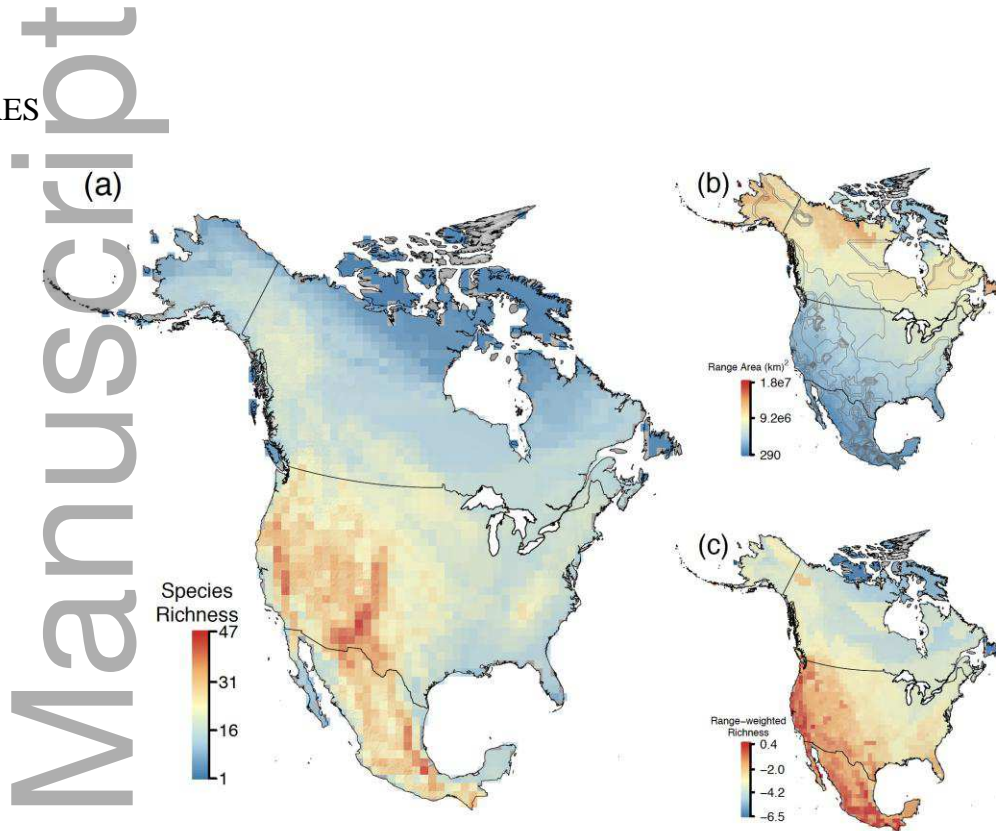 Manuscript
RES
(a)
Species
Richness
47
31
16
1
(b)
Range Area (km)²
1.8e7
9.2e6
290
(c)
Range-weighted
Richness
0.4
-2.0
-4.2
-6.5